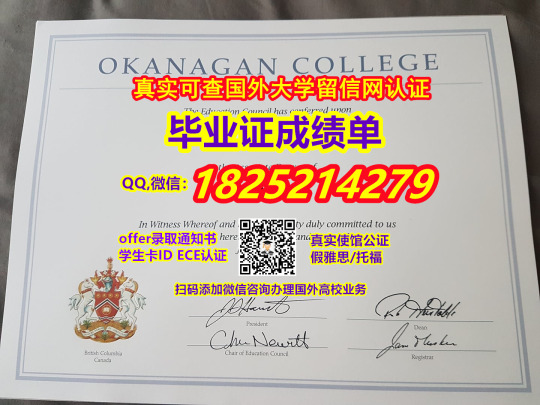 OKANAGAN COLLEGE
真实可查国外大学留信网认证
The Education Council has conferred upon
毕业证成绩单
QQ,微信：1825214279
In Witness Whereof and
duly committed to us
here
offer录取通知书
真实使馆公证
学生卡ID ECE认证
假雅思/托福
扫码添加微信咨询办理国外高校业务
President
Dean
Chair of Education Council
Registrar
British Columbia
Canada